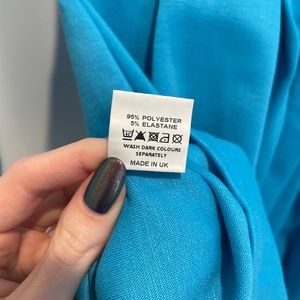 95% POLYESTER
5% ELASTANE
WASH DARK COLOURS
SEPARATELY
MADE IN UK